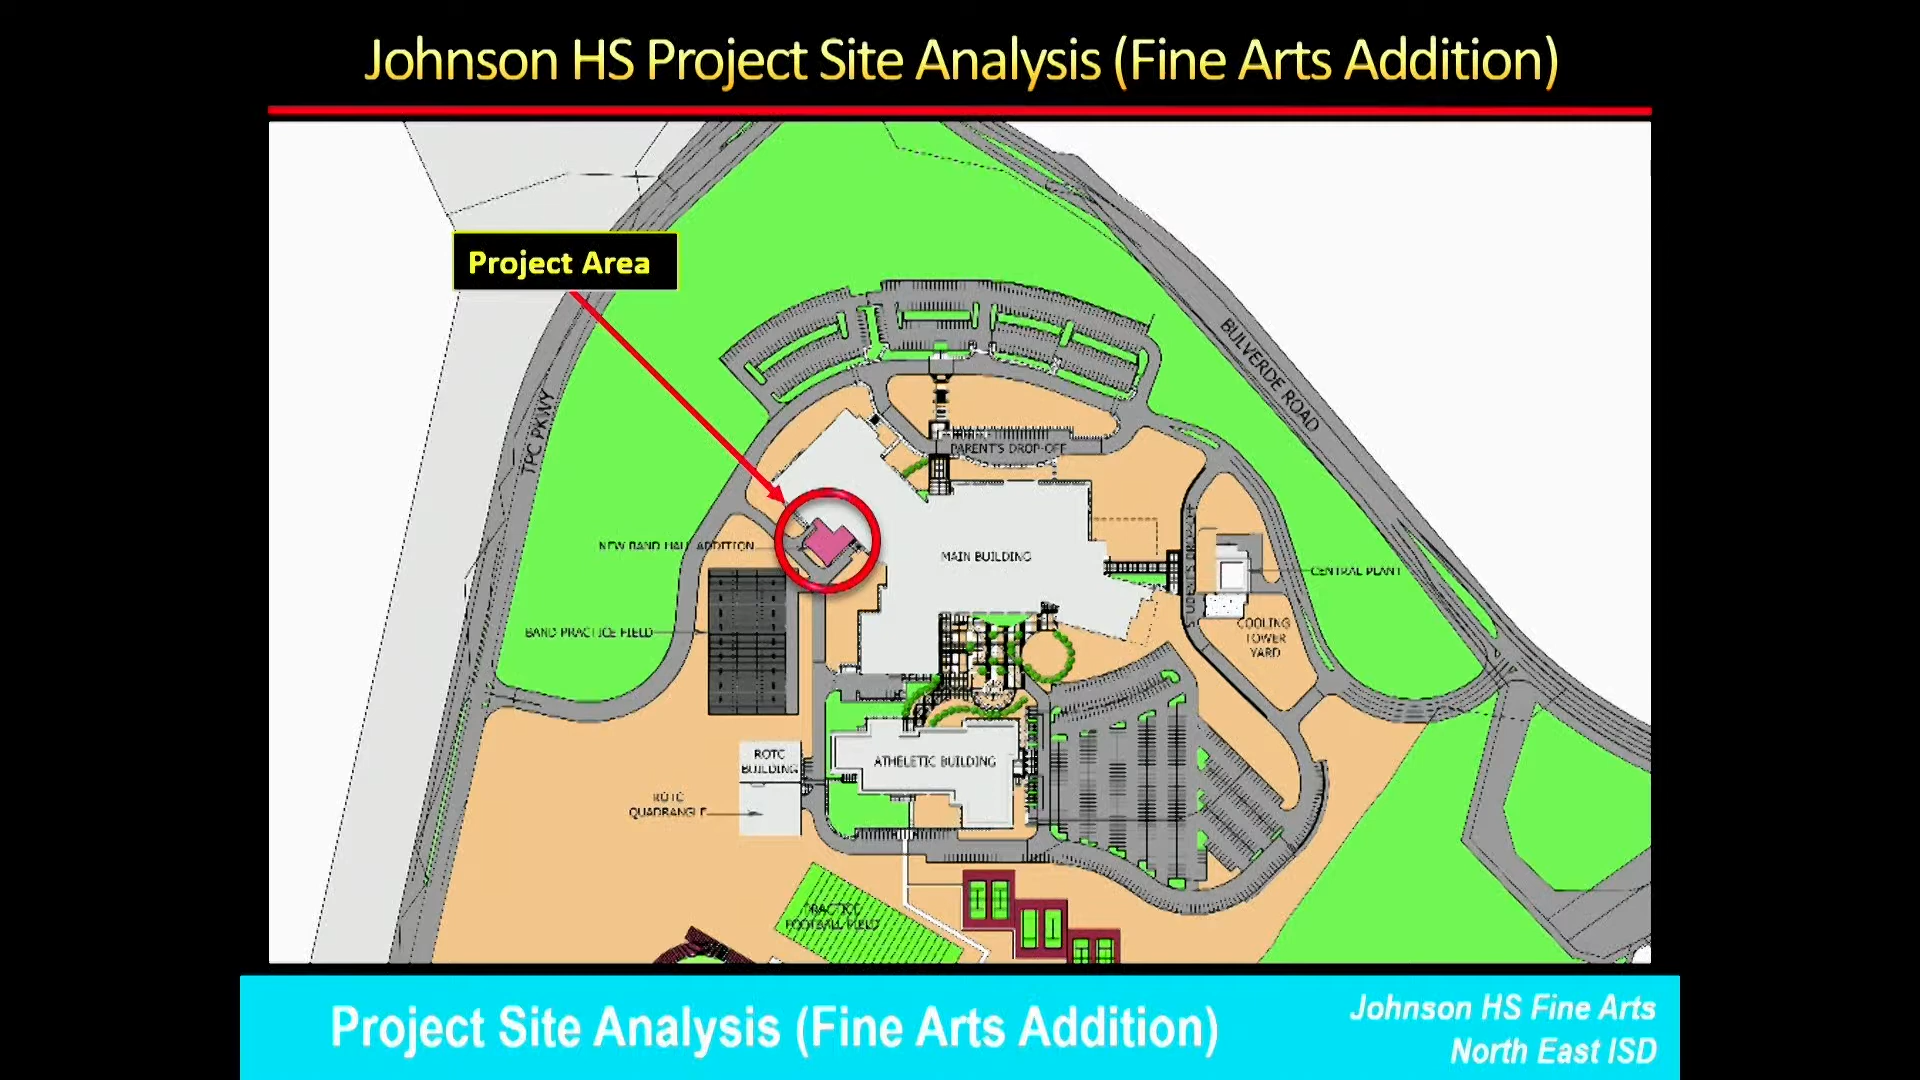 Johnson HS Project Site Analysis (Fine Arts Addition)
Project Area
TPC PKWY
BULVERDE ROAD
PARENT'S DROP-OFF
NEW BAND HALL ADDITION
MAIN BUILDING
CENTRAL PLANT
BAND PRACTICE FIELD
COOLING
TOWER
YARD
ROTC
BUILDING
ATHELETIC BUILDING
ROTC
QUADRANGLE
PRACTICE
FOOTBALL FIELD
Project Site Analysis (Fine Arts Addition)
Johnson HS Fine Arts
North East ISD